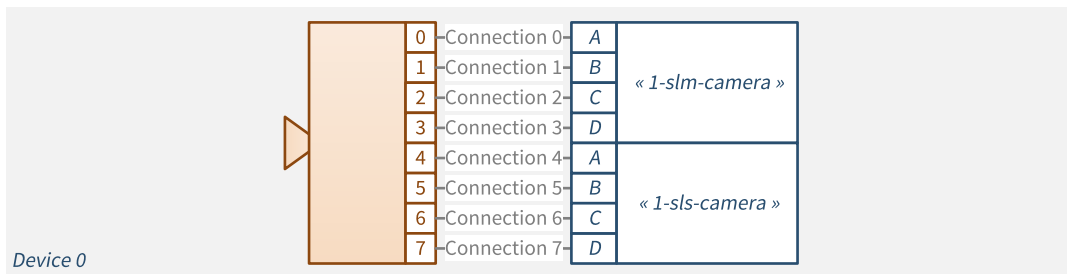 0 Connection 0 A
1 Connection 1 B
2 Connection 2 C
3 Connection 3 D
« 1-slm-camera »
4 Connection 4 A
5 Connection 5 B
6 Connection 6 C
7 Connection 7 D
« 1-sls-camera »
Device 0